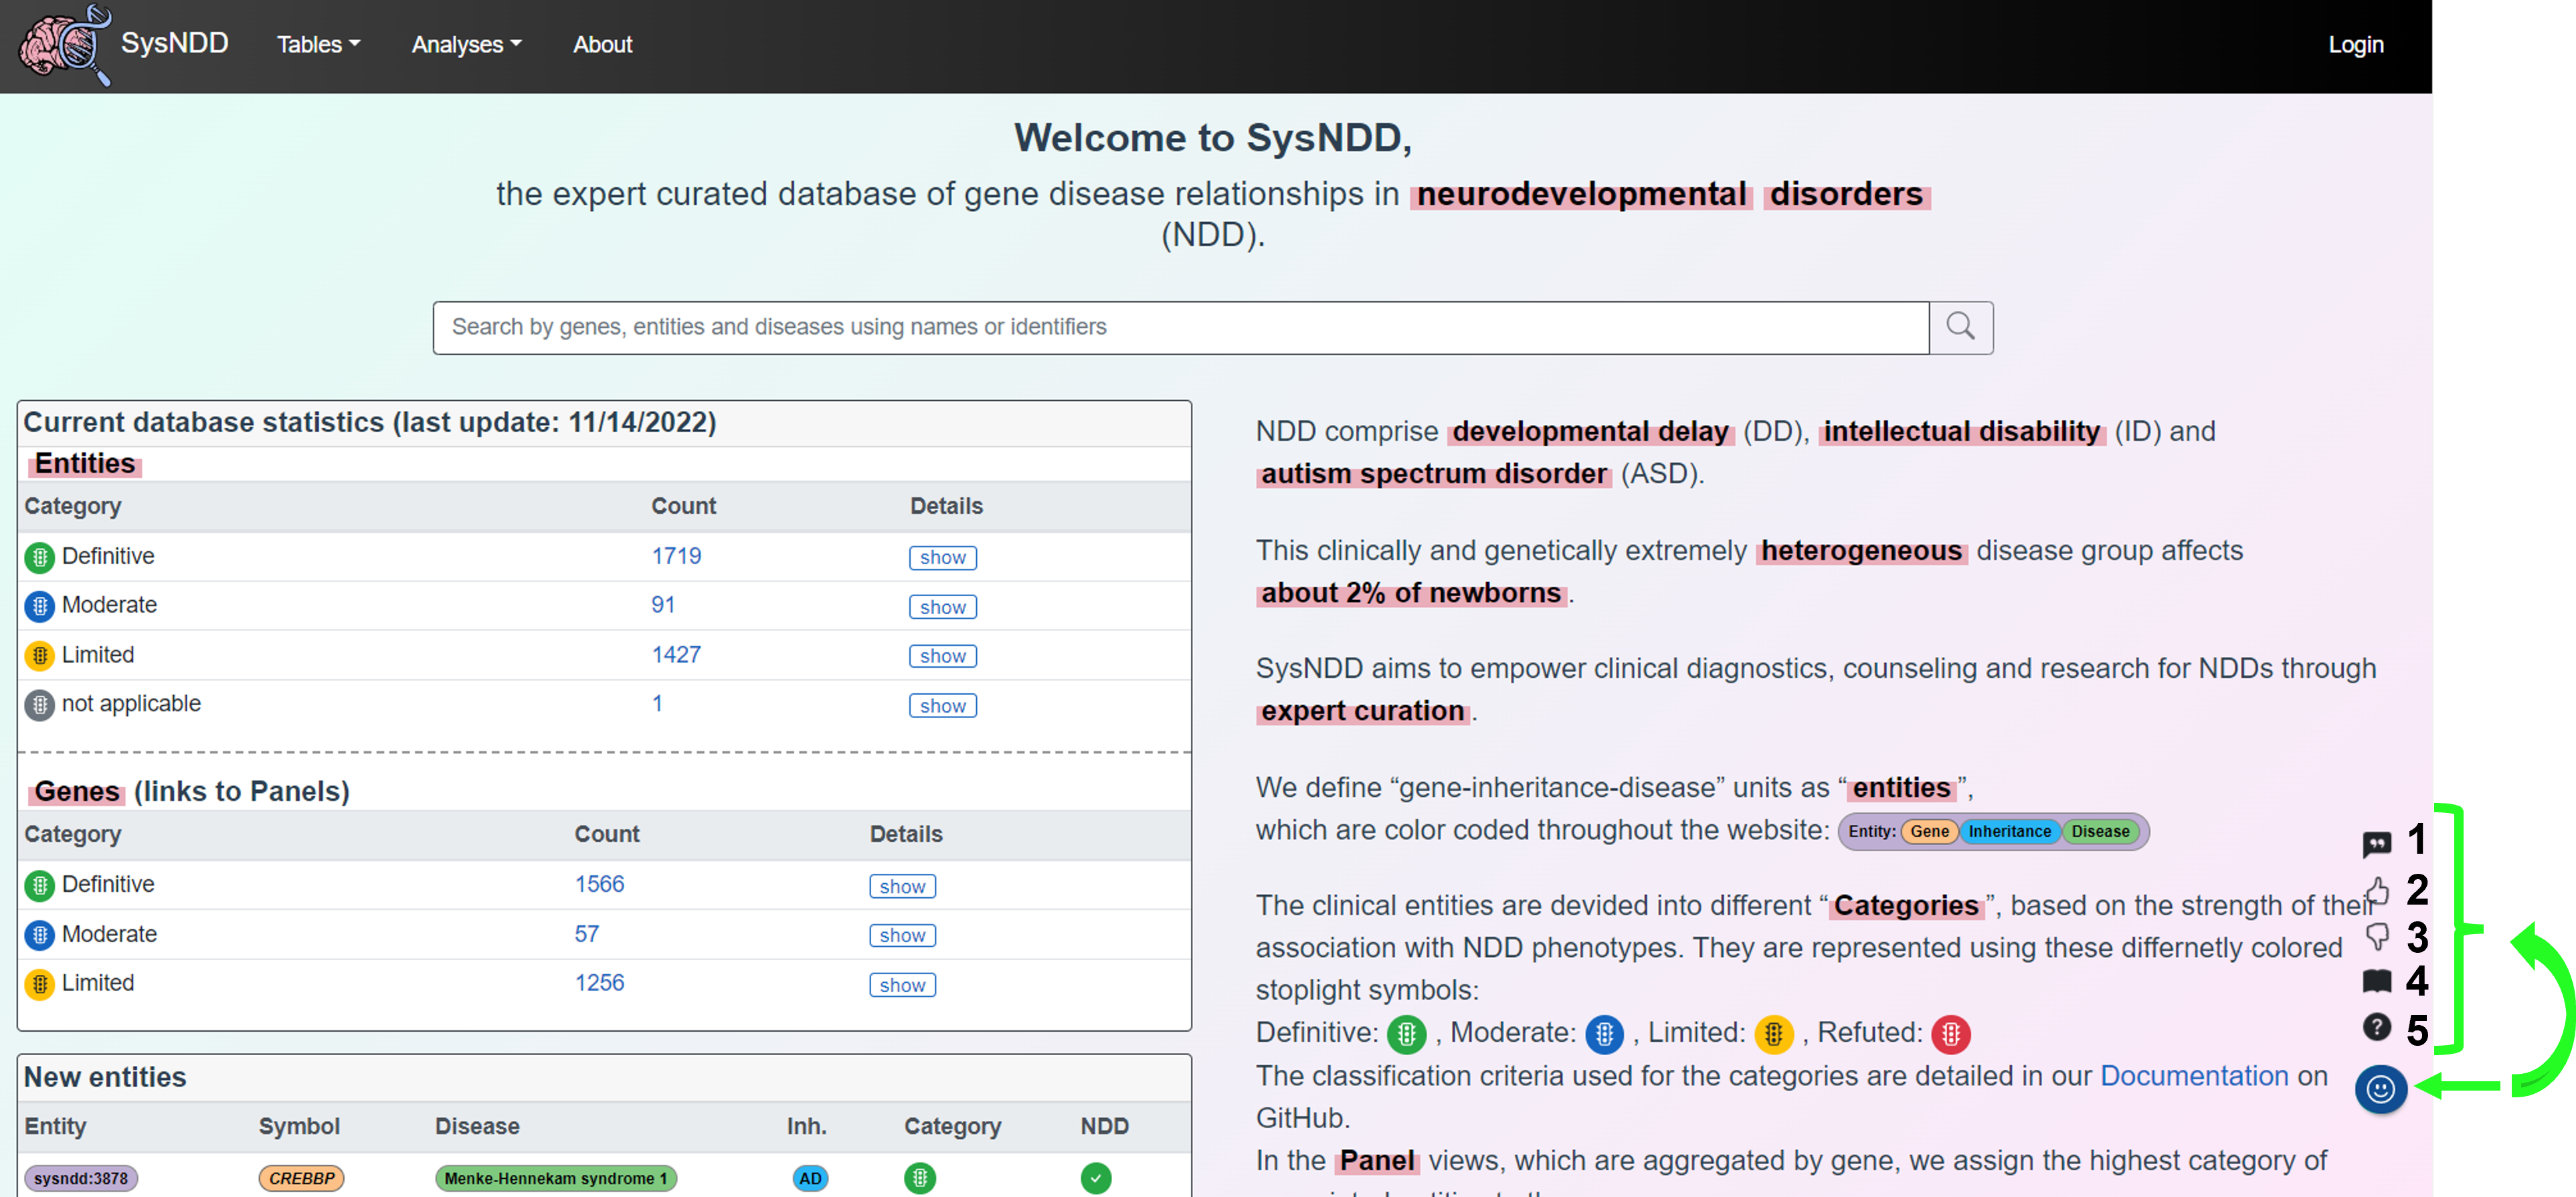 SysNDD Tables Analyses About Login
Welcome to SysNDD,
the expert curated database of gene disease relationships in neurodevelopmental disorders
(NDD).
Search by genes, entities and diseases using names or identifiers
Current database statistics (last update: 11/14/2022)
Entities
Category Count Details
Definitive 1719 show
Moderate 91 show
Limited 1427 show
not applicable 1 show
Genes (links to Panels)
Category Count Details
Definitive 1566 show
Moderate 57 show
Limited 1256 show
New entities
Entity Symbol Disease Inh. Category NDD
sysndd:3878 CREBBP Menke-Hennekam syndrome 1 AD
NDD comprise developmental delay (DD), intellectual disability (ID) and
autism spectrum disorder (ASD).
This clinically and genetically extremely heterogeneous disease group affects
about 2% of newborns.
SysNDD aims to empower clinical diagnostics, counseling and research for NDDs through
expert curation.
We define “gene-inheritance-disease” units as “entities”,
which are color coded throughout the website: Entity: Gene Inheritance Disease
The clinical entities are devided into different “Categories”, based on the strength of their
association with NDD phenotypes. They are represented using these differnetly colored
stoplight symbols:
Definitive: , Moderate: , Limited: , Refuted:
The classification criteria used for the categories are detailed in our Documentation on
GitHub.
In the Panel views, which are aggregated by gene, we assign the highest category of
1
2
3
4
? 5